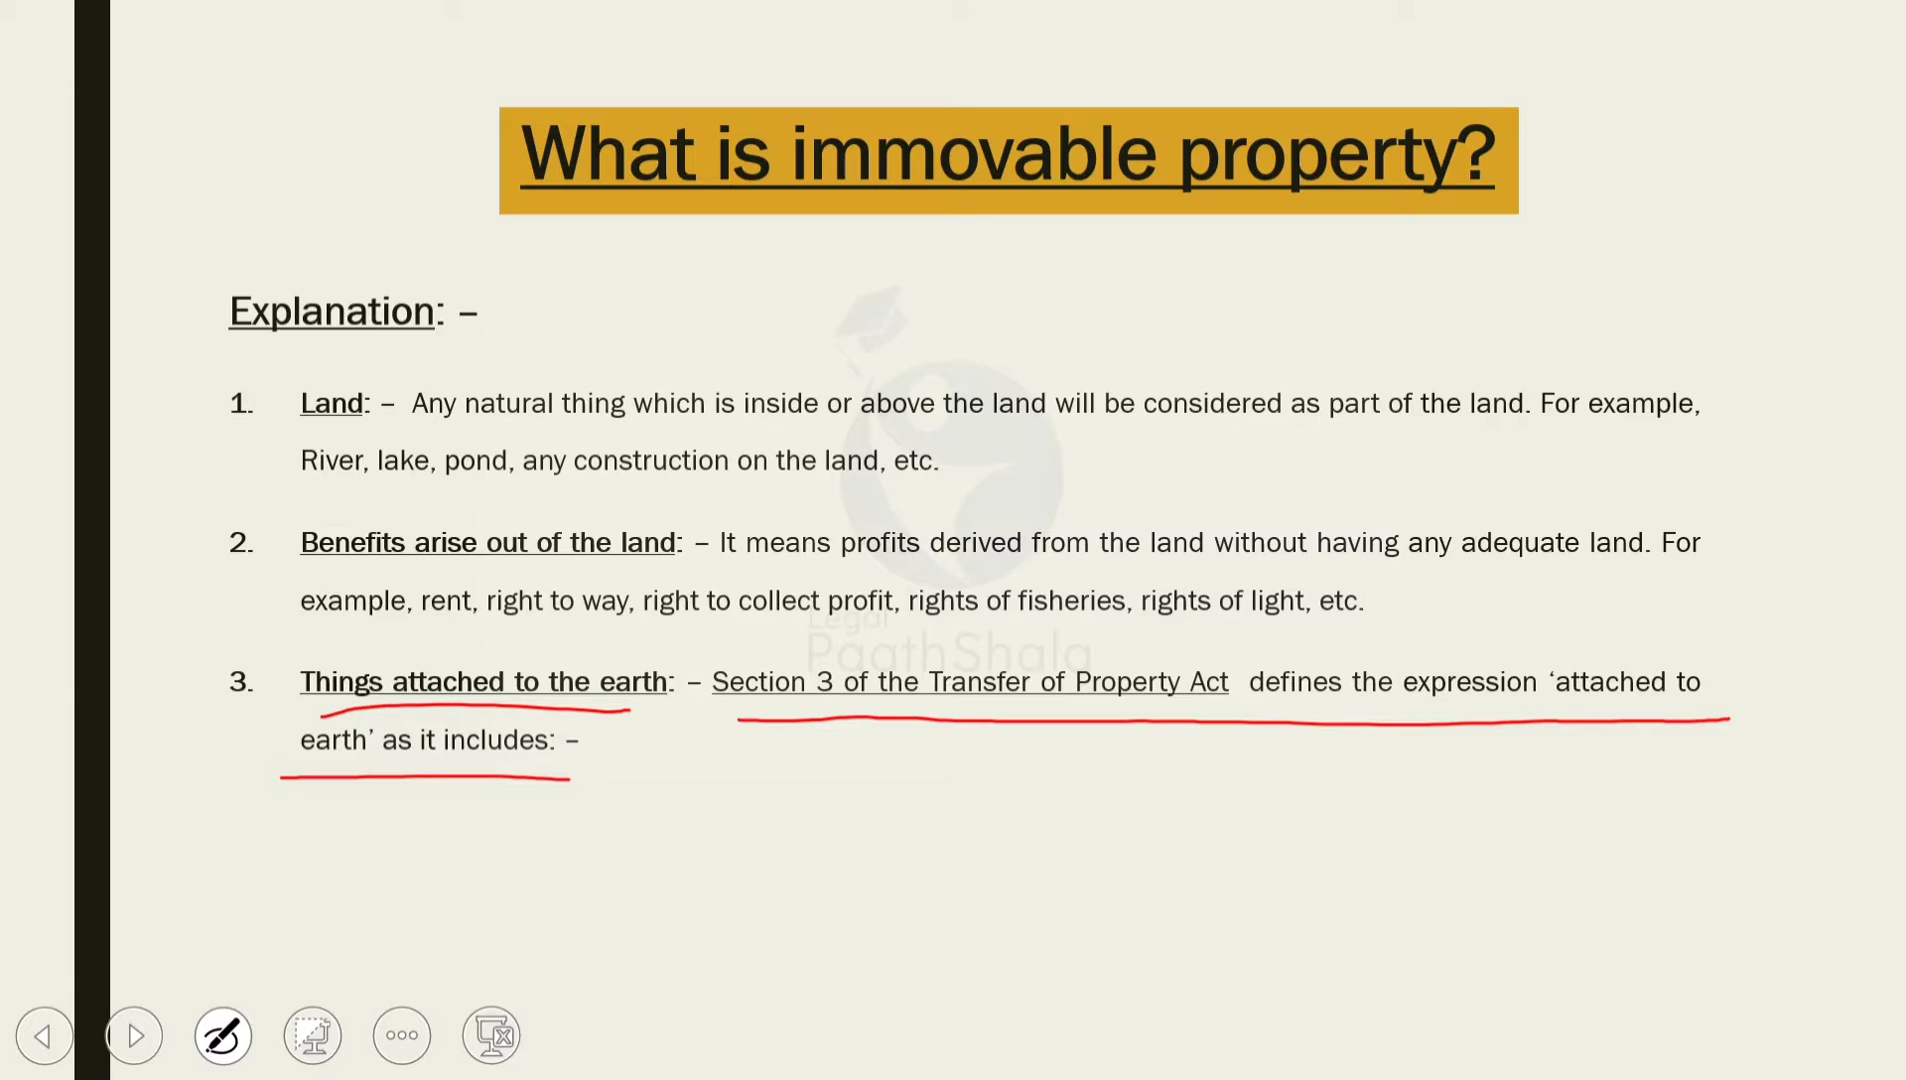 What is immovable property?
Explanation: –
1. Land: – Any natural thing which is inside or above the land will be considered as part of the land. For example,
River, lake, pond, any construction on the land, etc.
2. Benefits arise out of the land: – It means profits derived from the land without having any adequate land. For
example, rent, right to way, right to collect profit, rights of fisheries, rights of light, etc.
Legal
PaathShala
3. Things attached to the earth: – Section 3 of the Transfer of Property Act defines the expression ‘attached to
earth’ as it includes: –